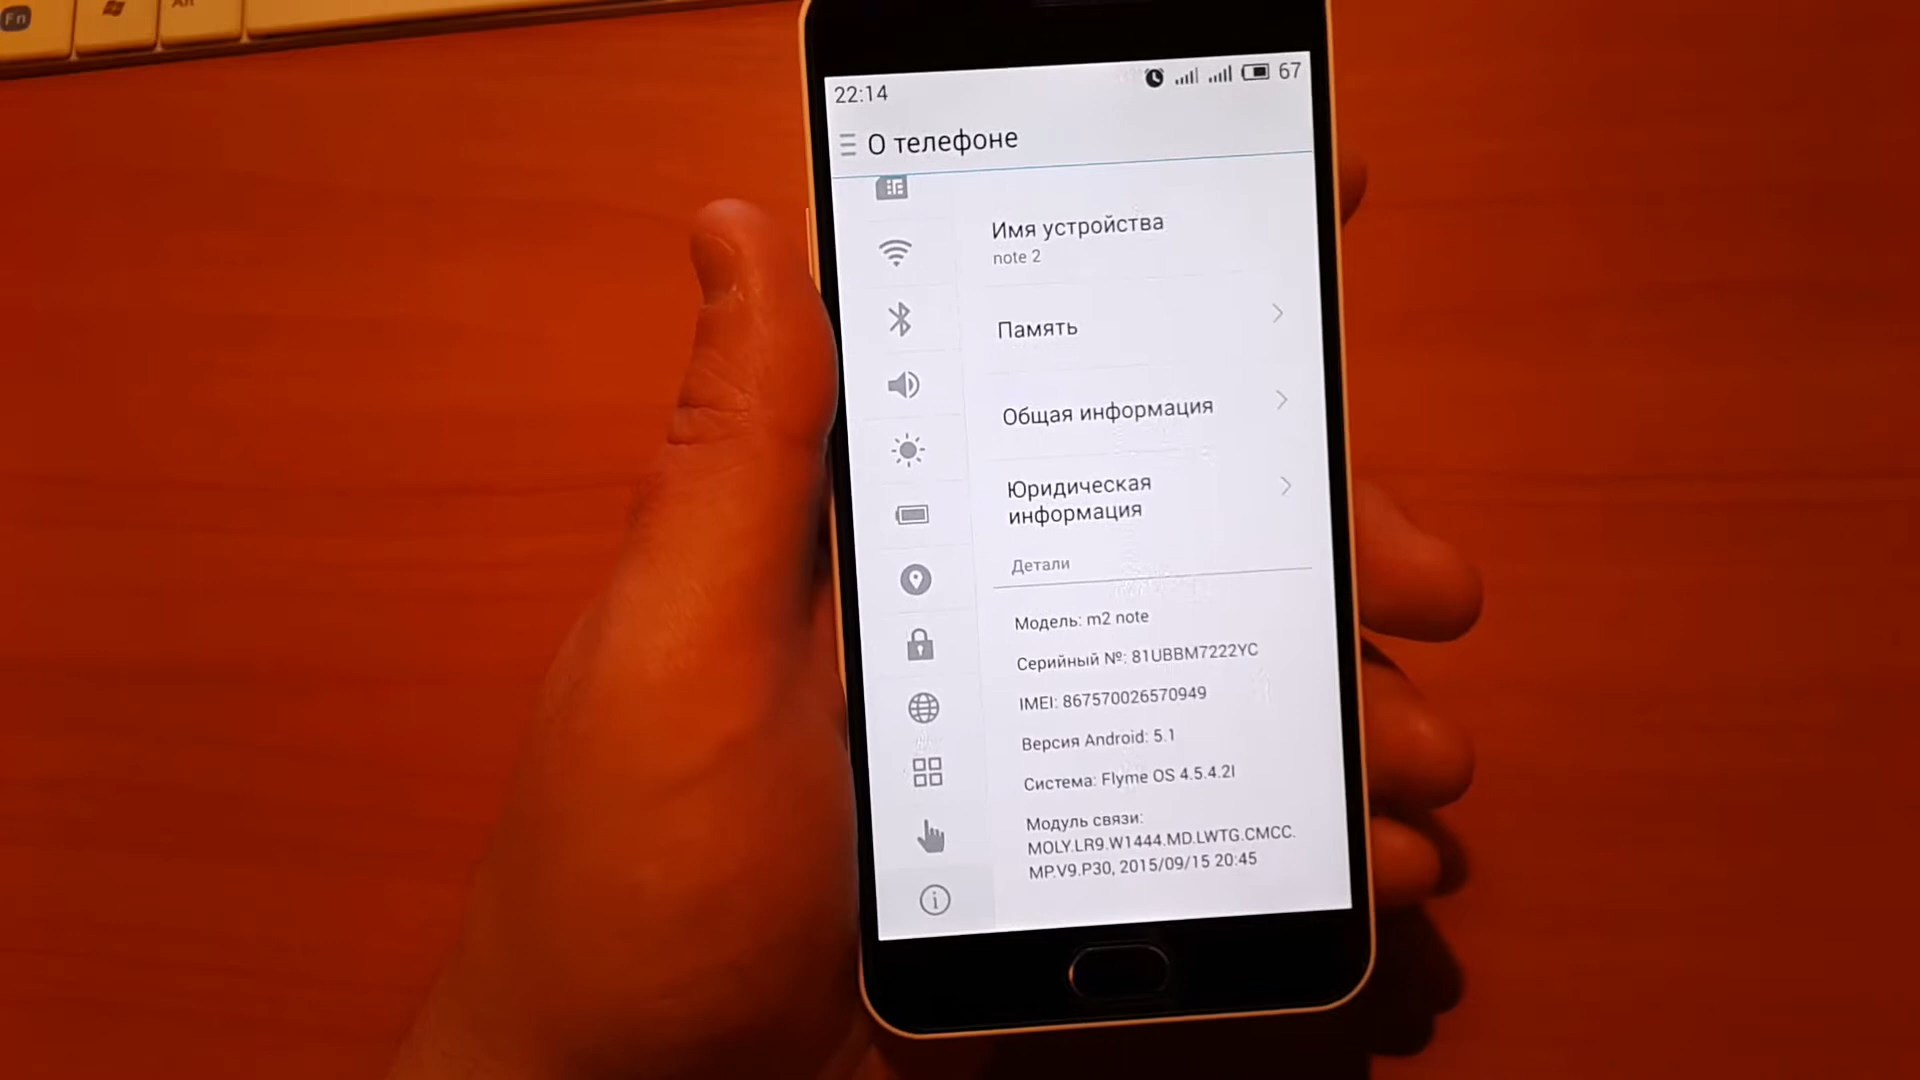 Fn
Alt
22:14
67
О телефоне
Имя устройства
note 2
Память
Общая информация
Юридическая
информация
Детали
Модель: m2 note
Серийный №: 81UBBM7222YC
IMEI: 867570026570949
Версия Android: 5.1
Система: Flyme OS 4.5.4.2I
Модуль связи:
MOLY.LR9.W1444.MD.LWTG.CMCC.
MP.V9.P30, 2015/09/15 20:45